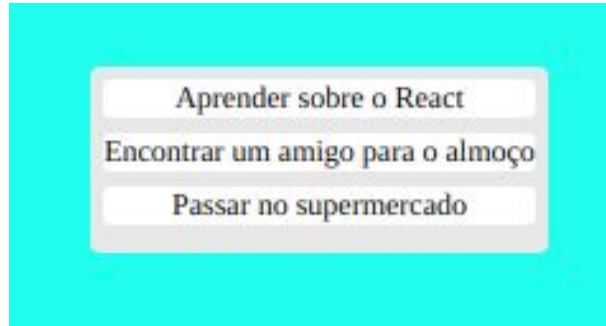 Aprender sobre o React
Encontrar um amigo para o almoço
Passar no supermercado